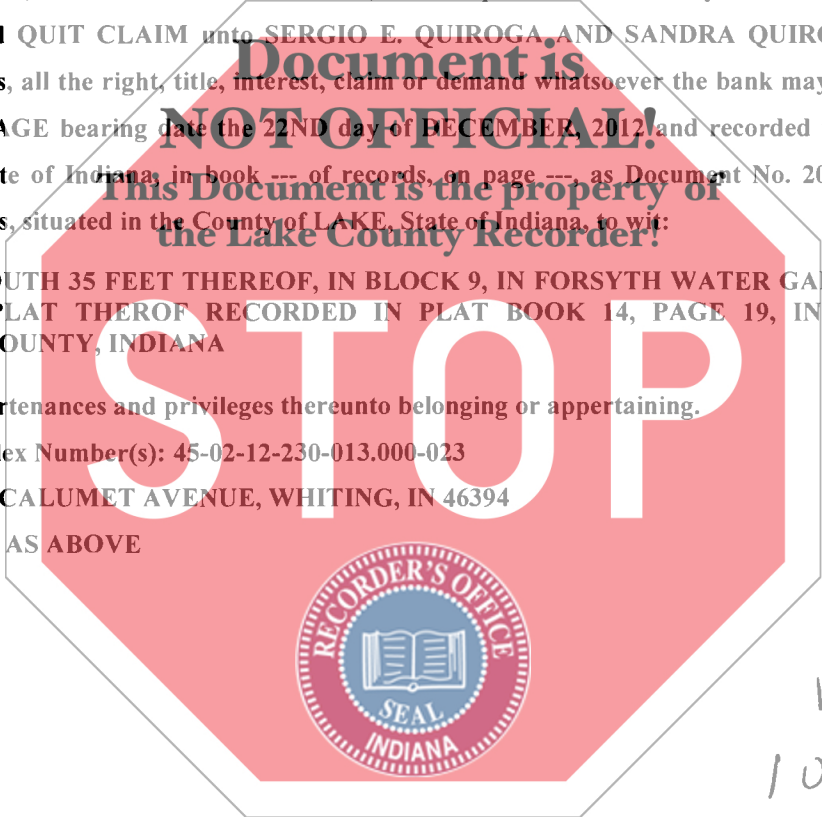 QUIT CLAIM unto SERGIO E. QUIROGA AND SANDRA QUIRO
Document is
s, all the right, title, interest, claim or demand whatsoever the bank may
NOT OFFICIAL!
AGE bearing date the 22ND day of DECEMBER, 2012 and recorded
te of Indiana, in book --- of records, on page ---, as Document No. 20
This Document is the property of
s, situated in the County of LAKE, State of Indiana, to wit:
the Lake County Recorder!
UTH 35 FEET THEREOF, IN BLOCK 9, IN FORSYTH WATER GA
PLAT THEROF RECORDED IN PLAT BOOK 14, PAGE 19, IN
OUNTY, INDIANA
STOP
rtenances and privileges thereunto belonging or appertaining.
ex Number(s): 45-02-12-230-013.000-023
CALUMET AVENUE, WHITING, IN 46394
AS ABOVE
RECORDER'S OFFICE
SEAL
INDIANA
10